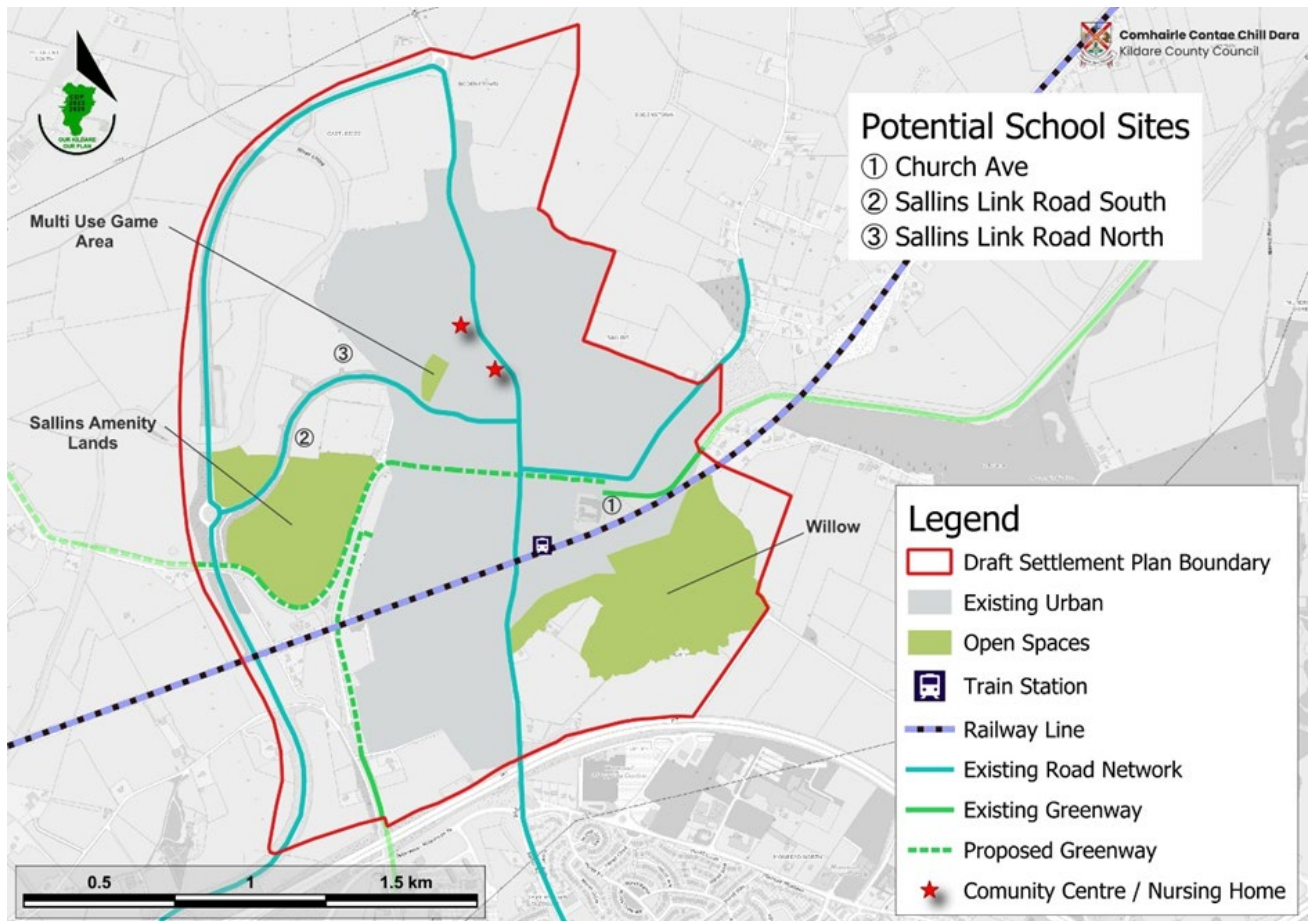 Comhairle Contae Chill Dara
Kildare County Council
OUR KILDARE
OUR PLAN
Potential School Sites
① Church Ave
② Sallins Link Road South
③ Sallins Link Road North
Multi Use Game
Area
③
Sallins Amenity
Lands
②
①
Willow
Legend
Draft Settlement Plan Boundary
Existing Urban
Open Spaces
Train Station
Railway Line
Existing Road Network
Existing Greenway
Proposed Greenway
Comunity Centre / Nursing Home
0.5 1 1.5 km